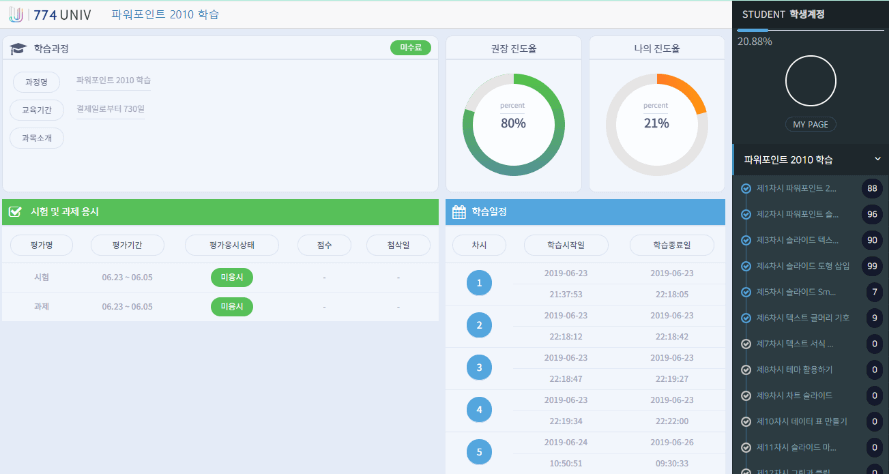 774 UNIV 파워포인트 2010 학습
STUDENT 학생계정
20.88%
MY PAGE
학습과정 미수료
과정명 파워포인트 2010 학습
교육기간 결제일로부터 730일
과목소개
권장 진도율
percent
80%
나의 진도율
percent
21%
시험 및 과제 응시
평가명 평가기간 평가응시상태 점수 첨삭일
시험 06.23 ~ 06.05 미응시 - -
과제 06.23 ~ 06.05 미응시 - -
학습일정
차시 학습시작일 학습종료일
1 2019-06-23 2019-06-23
21:37:53 22:18:05
2 2019-06-23 2019-06-23
22:18:12 22:18:42
3 2019-06-23 2019-06-23
22:18:47 22:19:27
4 2019-06-23 2019-06-23
22:19:34 22:22:00
5 2019-06-24 2019-06-26
10:50:51 09:30:33
파워포인트 2010 학습
제1차시 파워포인트 2... 88
제2차시 파워포인트 슬... 96
제3차시 슬라이드 텍스... 90
제4차시 슬라이드 도형 삽입 99
제5차시 슬라이드 Sm... 7
제6차시 텍스트 글머리 기호 9
제7차시 텍스트 서식 ... 0
제8차시 테마 활용하기 0
제9차시 차트 슬라이드 0
제10차시 데이터 표 만들기 0
제11차시 슬라이드 마... 0